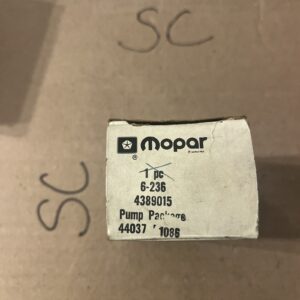 SC
Mopar
®
1 pc
6-236
4389015
Pump Package
44037 1086
SC